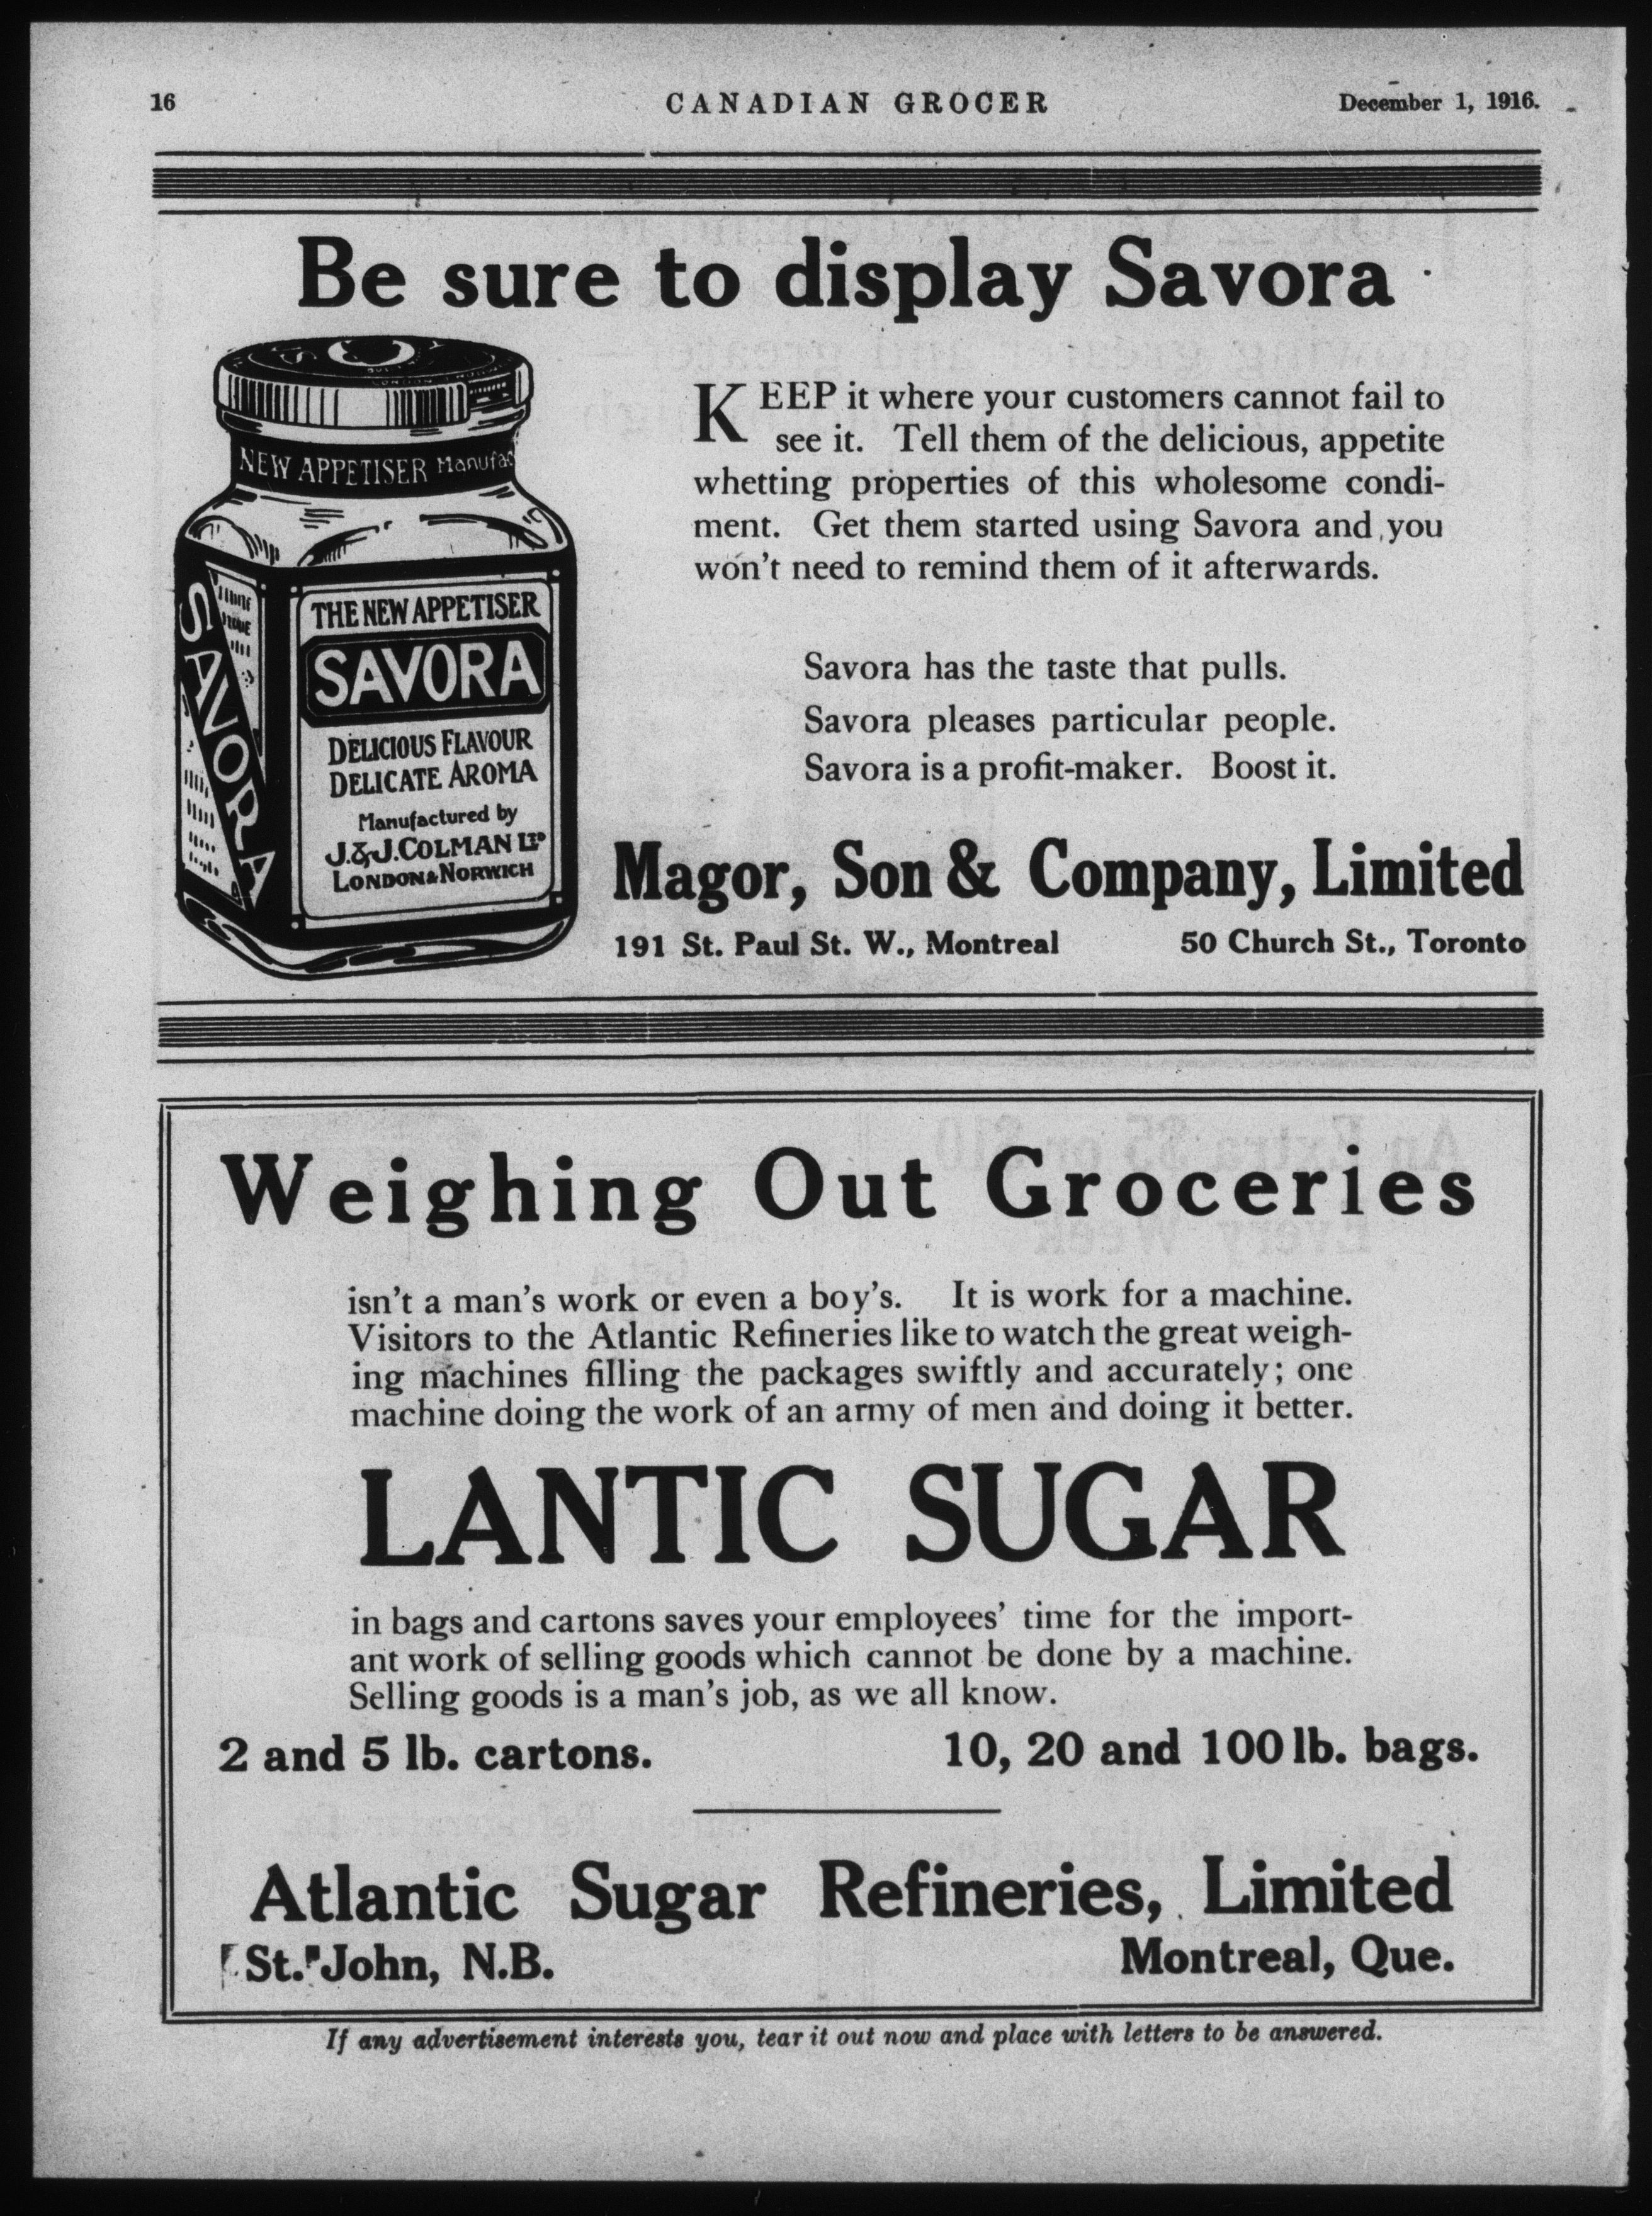 16
CANADIAN GROCER
December 1, 1916.
Be sure to display Savora
NEW APPETISER Manufac
THE NEW APPETISER
SAVORA
DELICIOUS FLAVOUR
DELICATE AROMA
Manufactured by
J. & J. COLMAN LTD
LONDON & NORWICH
SAVORA
KEEP it where your customers cannot fail to
see it. Tell them of the delicious, appetite
whetting properties of this wholesome condi-
ment. Get them started using Savora and you
won't need to remind them of it afterwards.
Savora has the taste that pulls.
Savora pleases particular people.
Savora is a profit-maker. Boost it.
Magor, Son & Company, Limited
191 St. Paul St. W., Montreal 50 Church St., Toronto
Weighing Out Groceries
isn't a man's work or even a boy's. It is work for a machine.
Visitors to the Atlantic Refineries like to watch the great weigh-
ing machines filling the packages swiftly and accurately; one
machine doing the work of an army of men and doing it better.
LANTIC SUGAR
in bags and cartons saves your employees' time for the import-
ant work of selling goods which cannot be done by a machine.
Selling goods is a man's job, as we all know.
2 and 5 lb. cartons. 10, 20 and 100 lb. bags.
Atlantic Sugar Refineries, Limited
St. John, N.B. Montreal, Que.
If any advertisement interests you, tear it out now and place with letters to be answered.